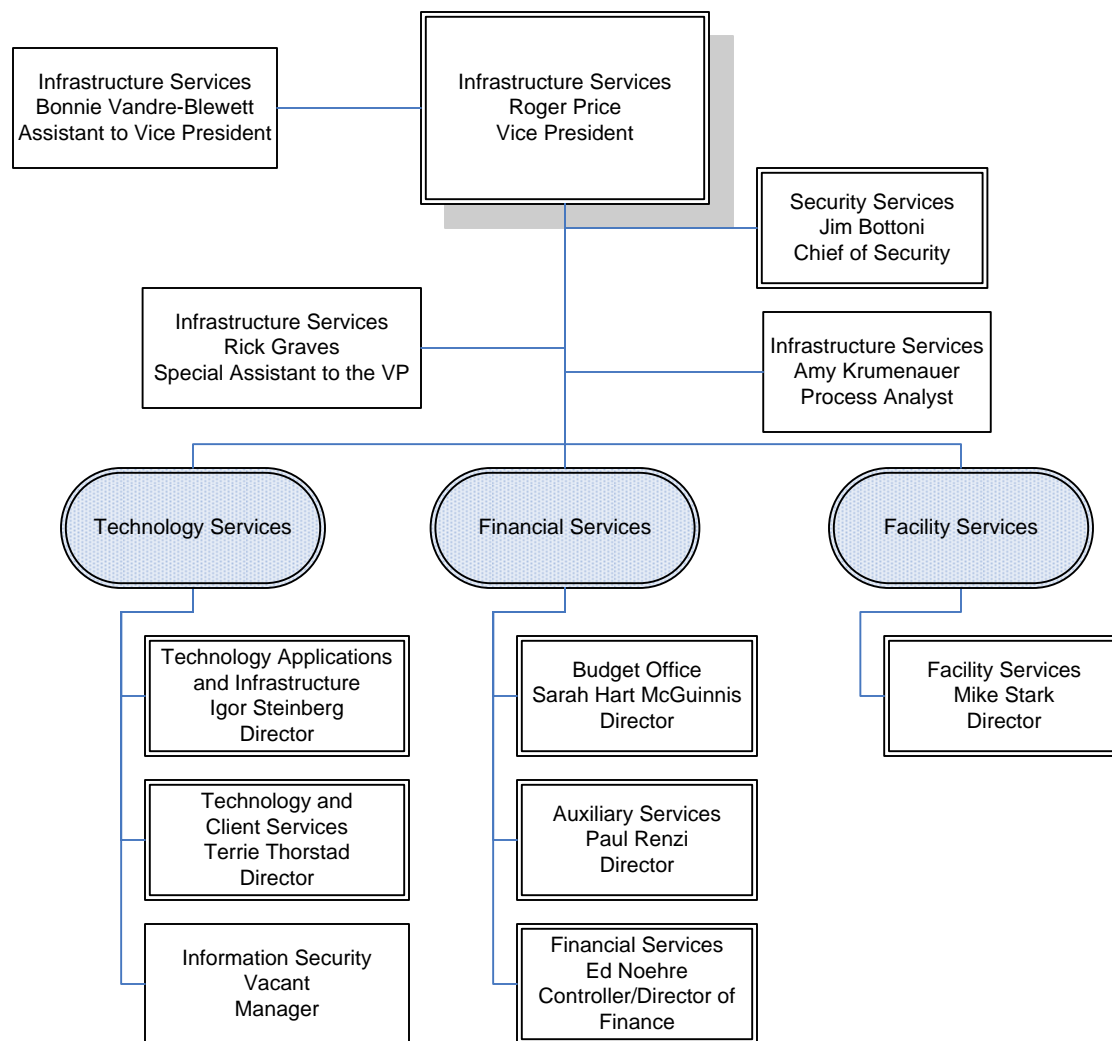 Infrastructure Services
Bonnie Vandre-Blewett
Assistant to Vice President
Infrastructure Services
Roger Price
Vice President
Security Services
Jim Bottoni
Chief of Security
Infrastructure Services
Rick Graves
Special Assistant to the VP
Infrastructure Services
Amy Krumenauer
Process Analyst
Technology Services
Financial Services
Facility Services
Technology Applications
and Infrastructure
Igor Steinberg
Director
Budget Office
Sarah Hart McGuinnis
Director
Facility Services
Mike Stark
Director
Technology and
Client Services
Terrie Thorstad
Director
Auxiliary Services
Paul Renzi
Director
Information Security
Vacant
Manager
Financial Services
Ed Noehre
Controller/Director of
Finance